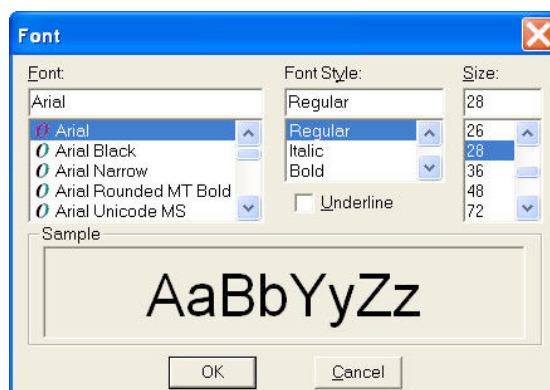 Font
Font: Font Style: Size:
Arial Regular 28
Arial Regular 26
Arial Black Italic 28
Arial Narrow Bold 36
Arial Rounded MT Bold 48
Arial Unicode MS Underline 72
Sample
AaBbYyZz
OK Cancel